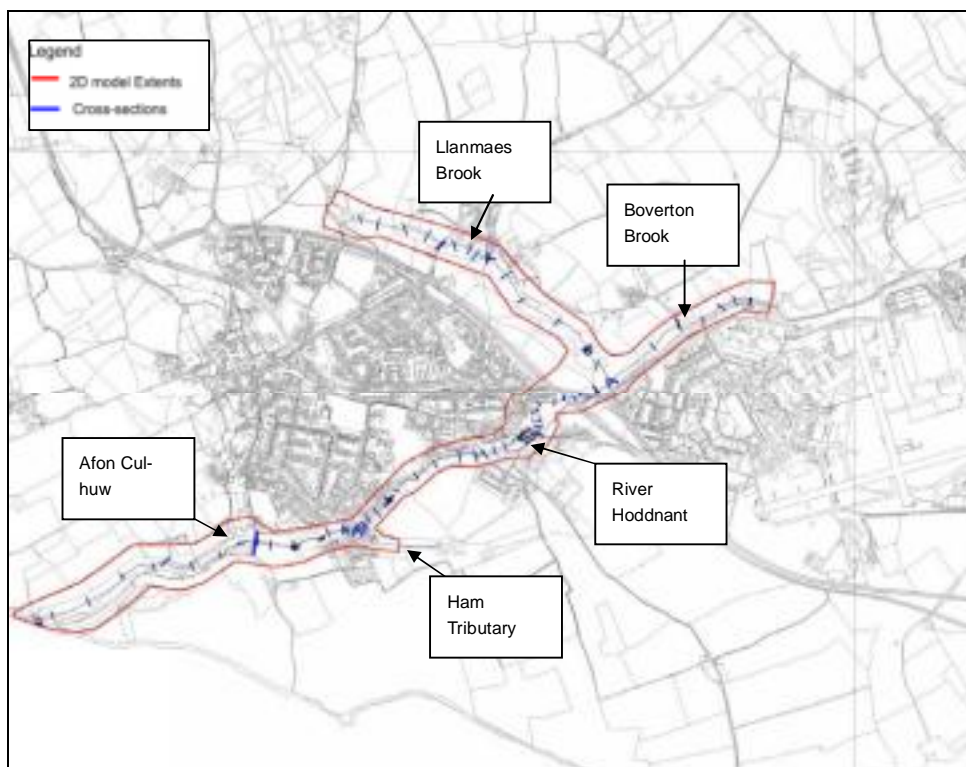 Legend
2D model Extents
Cross-sections
Llanmaes
Brook
Boverton
Brook
Afon Cul-
huw
River
Hoddnant
Ham
Tributary